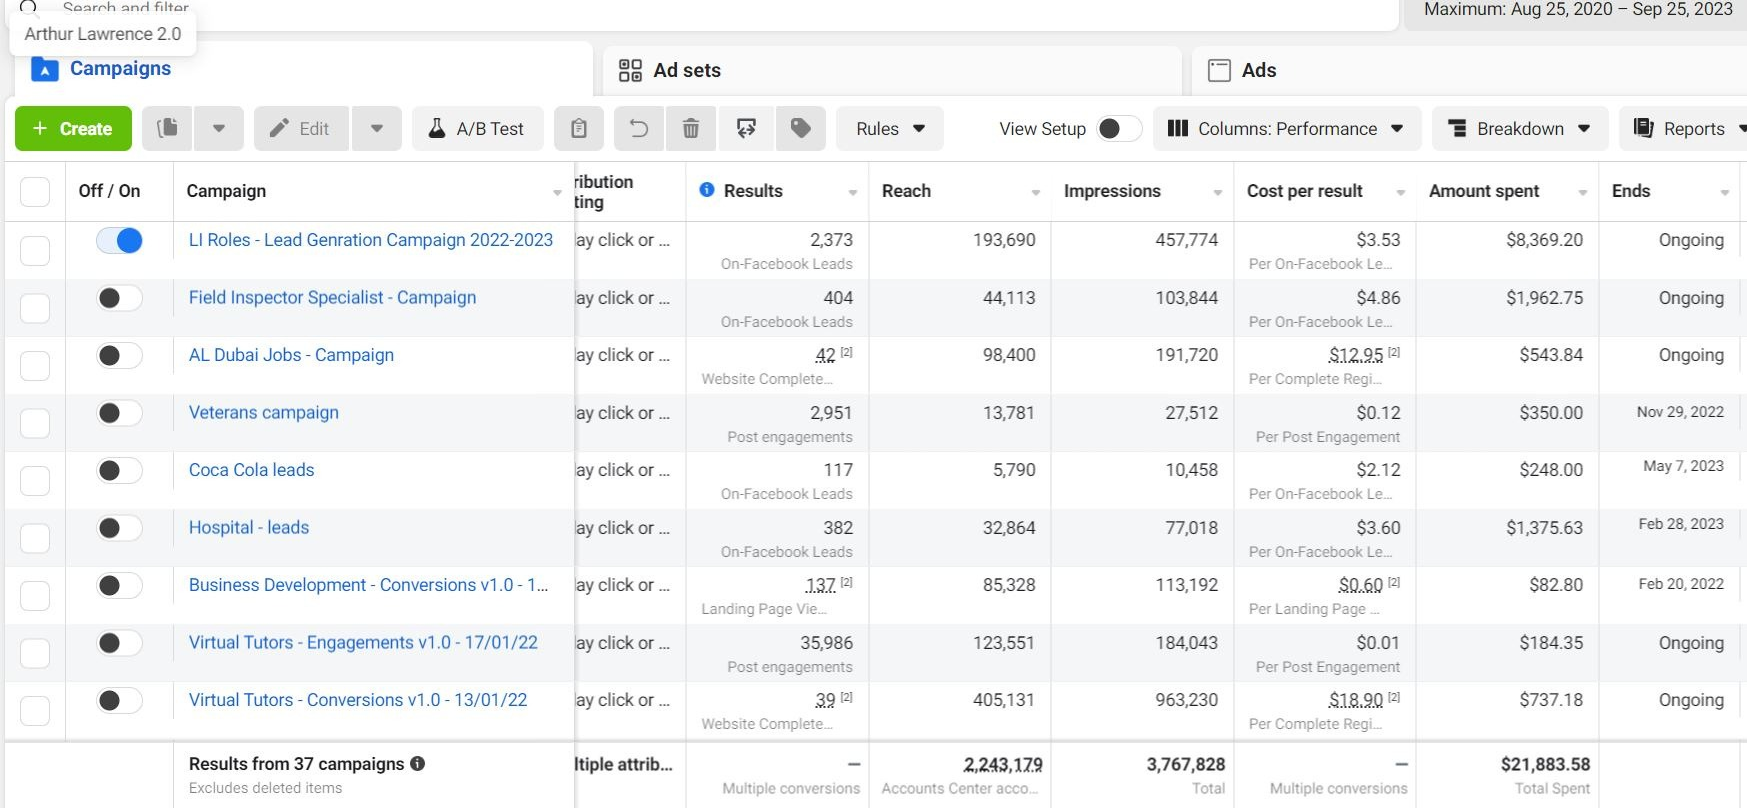 Search and filter
Maximum: Aug 25, 2020 – Sep 25, 2023
Arthur Lawrence 2.0
Campaigns
Ad sets
Ads
+ Create
Edit
A/B Test
Rules
View Setup
Columns: Performance
Breakdown
Reports
Off / On
Campaign
ribution
ting
Results
Reach
Impressions
Cost per result
Amount spent
Ends
LI Roles - Lead Genration Campaign 2022-2023
ay click or ...
2,373
On-Facebook Leads
193,690
457,774
$3.53
Per On-Facebook Le...
$8,369.20
Ongoing
Field Inspector Specialist - Campaign
ay click or ...
404
On-Facebook Leads
44,113
103,844
$4.86
Per On-Facebook Le...
$1,962.75
Ongoing
AL Dubai Jobs - Campaign
ay click or ...
42 [2]
Website Complete...
98,400
191,720
$12.95 [2]
Per Complete Regi...
$543.84
Ongoing
Veterans campaign
ay click or ...
2,951
Post engagements
13,781
27,512
$0.12
Per Post Engagement
$350.00
Nov 29, 2022
Coca Cola leads
ay click or ...
117
On-Facebook Leads
5,790
10,458
$2.12
Per On-Facebook Le...
$248.00
May 7, 2023
Hospital - leads
ay click or ...
382
On-Facebook Leads
32,864
77,018
$3.60
Per On-Facebook Le...
$1,375.63
Feb 28, 2023
Business Development - Conversions v1.0 - 1...
ay click or ...
137 [2]
Landing Page Vie...
85,328
113,192
$0.60 [2]
Per Landing Page ...
$82.80
Feb 20, 2022
Virtual Tutors - Engagements v1.0 - 17/01/22
ay click or ...
35,986
Post engagements
123,551
184,043
$0.01
Per Post Engagement
$184.35
Ongoing
Virtual Tutors - Conversions v1.0 - 13/01/22
ay click or ...
39 [2]
Website Complete...
405,131
963,230
$18.90 [2]
Per Complete Regi...
$737.18
Ongoing
Results from 37 campaigns
Excludes deleted items
ltiple attrib...
—
Multiple conversions
2,243,179
Accounts Center acco...
3,767,828
Total
—
Multiple conversions
$21,883.58
Total Spent